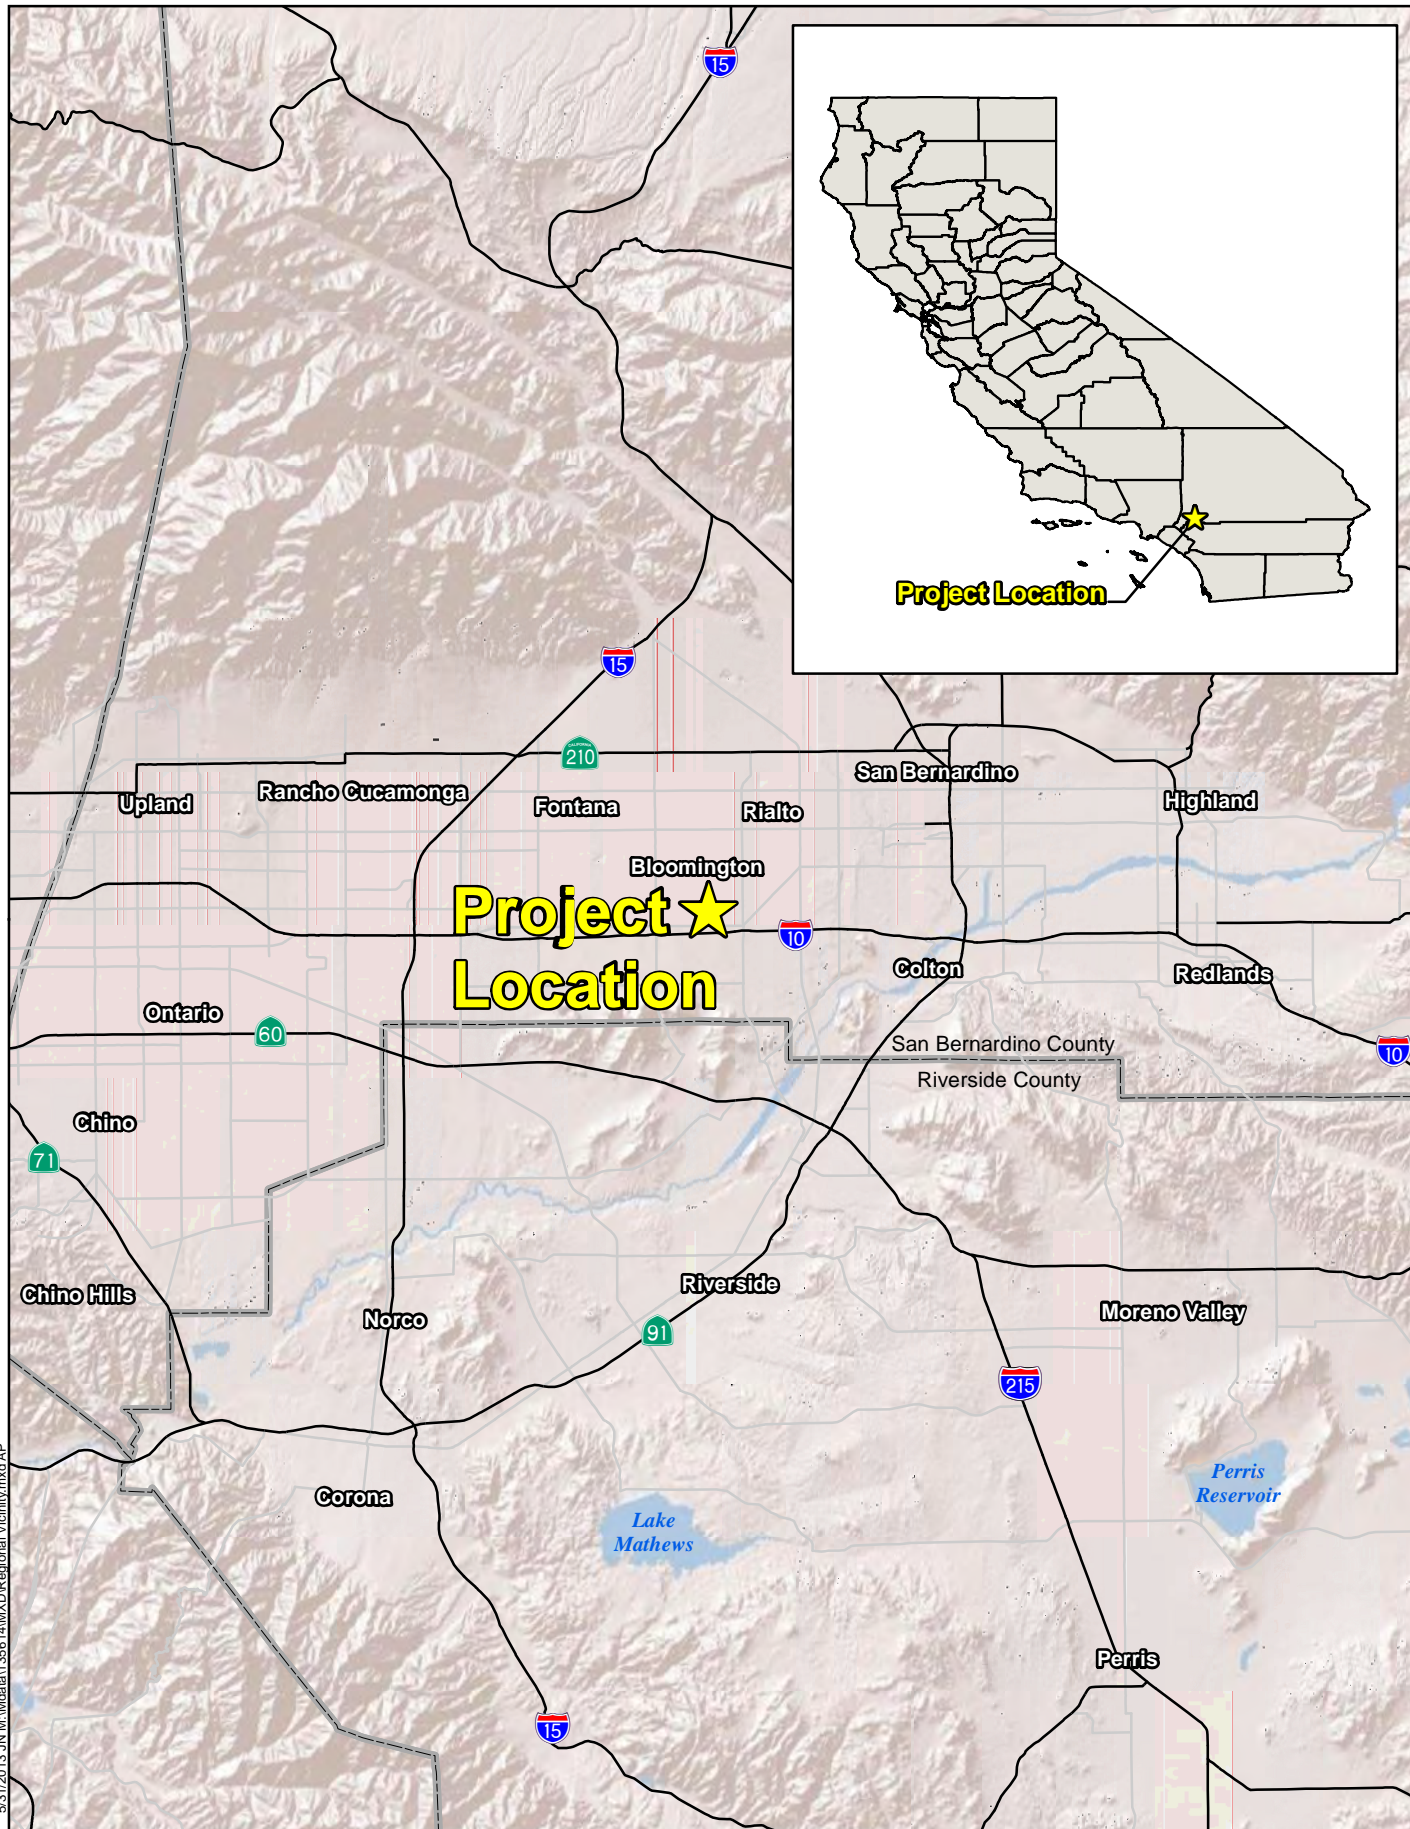 15
Project Location
15
CALIFORNIA
210
San Bernardino
Upland
Rancho Cucamonga
Fontana
Rialto
Highland
Bloomington
Project
Location
10
Colton
Redlands
Ontario
60
San Bernardino County
Riverside County
10
Chino
71
Chino Hills
Norco
Riverside
91
Moreno Valley
215
Corona
Lake
Mathews
Perris
Reservoir
Perris
15